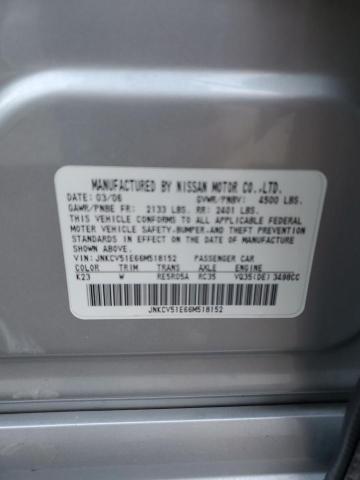 MANUFACTURED BY NISSAN MOTOR CO.,LTD.
DATE: 03/06 GVWR/PNBV: 4500 LBS.
GAWR/PNBE FR: 2133 LBS. RR: 2401 LBS.
THIS VEHICLE CONFORMS TO ALL APPLICABLE FEDERAL
MOTOR VEHICLE SAFETY,BUMPER,AND THEFT PREVENTION
STANDARDS IN EFFECT ON THE DATE OF MANUFACTURE
SHOWN ABOVE.
JNKCV51E66M518152 PASSENGER CAR
COLOR TRIM TRANS AXLE ENGINE
K23 W RE5R05A RC35 VQ35(DE)3498CC
JNKCV51E66M518152